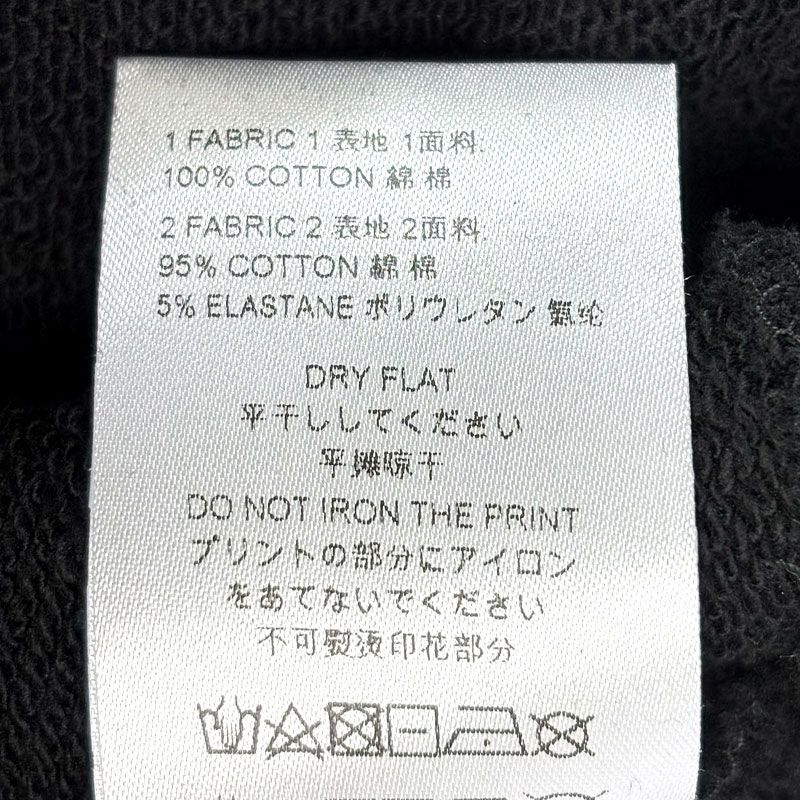 1 FABRIC 1 表地 1面料:
100% COTTON 綿 棉
2 FABRIC 2 表地 2面料:
95% COTTON 綿 棉
5% ELASTANE ポリウレタン 氨纶
DRY FLAT
平干ししてください
平摊晾干
DO NOT IRON THE PRINT
プリントの部分にアイロン
をあてないでください
不可熨烫印花部分